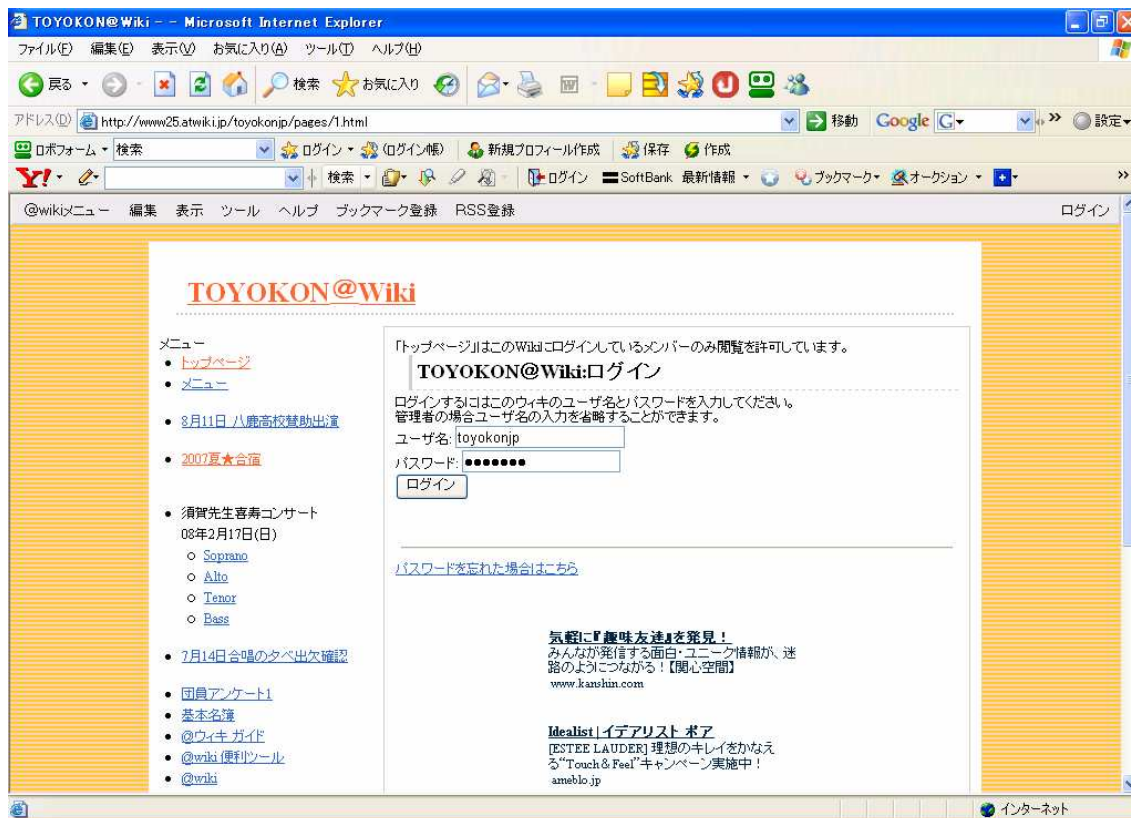 TOYOKON@Wiki - - Microsoft Internet Explorer
ファイル(F) 編集(E) 表示(V) お気に入り(A) ツール(T) ヘルプ(H)
戻る 検索 お気に入り
アドレス(D) http://www25.atwiki.jp/toyokonjp/pages/1.html 移動 Google G 設定
ロボフォーム 検索 ログイン (ログイン帳) 新規プロフィール作成 保存 作成
Y! 検索 ログイン SoftBank 最新情報 ブックマーク オークション
@wikiメニュー 編集 表示 ツール ヘルプ ブックマーク登録 RSS登録 ログイン
TOYOKON@Wiki
メニュー
トップページ
メニュー
8月11日 八鹿高校賛助出演
2007夏★合宿
須賀先生喜寿コンサート
08年2月17日(日)
Soprano
Alto
Tenor
Bass
7月14日合唱の夕べ出欠確認
団員アンケート1
基本名簿
@ウィキ ガイド
@wiki 便利ツール
@wiki
「トップページ」はこのWikiにログインしているメンバーのみ閲覧を許可しています。
TOYOKON@Wiki:ログイン
ログインするにはこのウィキのユーザ名とパスワードを入力してください。
管理者の場合ユーザ名の入力を省略することができます。
ユーザ名: toyokonjp
パスワード: ●●●●●●●
ログイン
パスワードを忘れた場合はこちら
気軽に『趣味友達』を発見！
みんなが発信する面白・ユニーク情報が、迷
路のようにつながる！【関心空間】
www.kanshin.com
Idealist | イデアリスト ポア
[ESTEE LAUDER] 理想のキレイをかなえ
る“Touch & Feel”キャンペーン実施中！
ameblo.jp
インターネット